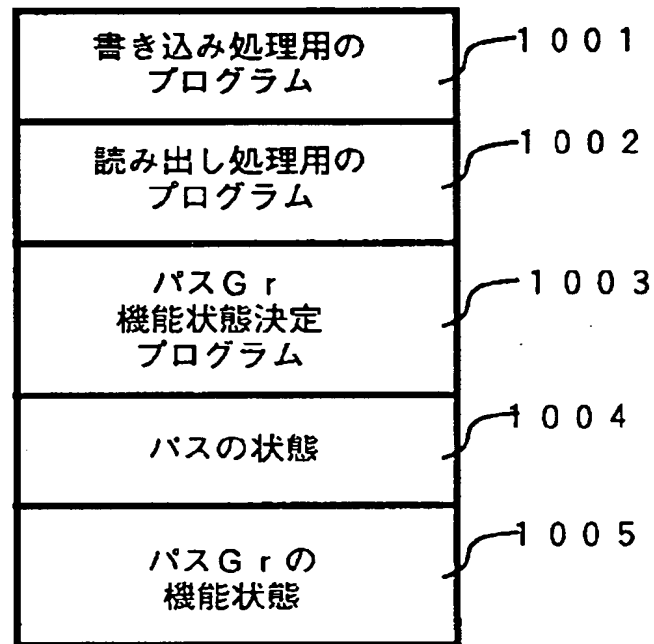 書き込み処理用の
プログラム
1001
読み出し処理用の
プログラム
1002
パスGr
機能状態決定
プログラム
1003
パスの状態
1004
パスGrの
機能状態
1005